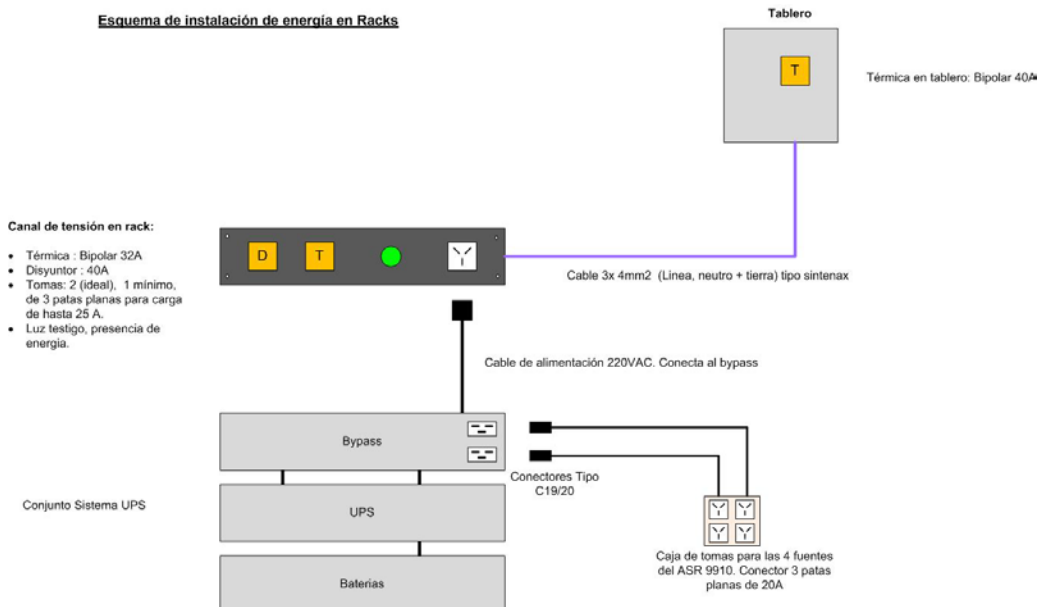 Esquema de instalación de energía en Racks
Tablero
T
Térmica en tablero: Bipolar 40A
Canal de tensión en rack:
• Térmica : Bipolar 32A
• Disyuntor : 40A
• Tomas: 2 (ideal), 1 mínimo,
de 3 patas planas para carga
de hasta 25 A.
• Luz testigo, presencia de
energia.
D
T
Cable 3x 4mm2 (Linea, neutro + tierra) tipo sintenax
Cable de alimentación 220VAC. Conecta al bypass
Bypass
Conectores Tipo
C19/20
Conjunto Sistema UPS
UPS
Baterias
Caja de tomas para las 4 fuentes
del ASR 9910. Conector 3 patas
planas de 20A